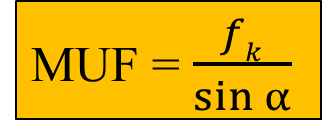 MUF = f_k / sin α